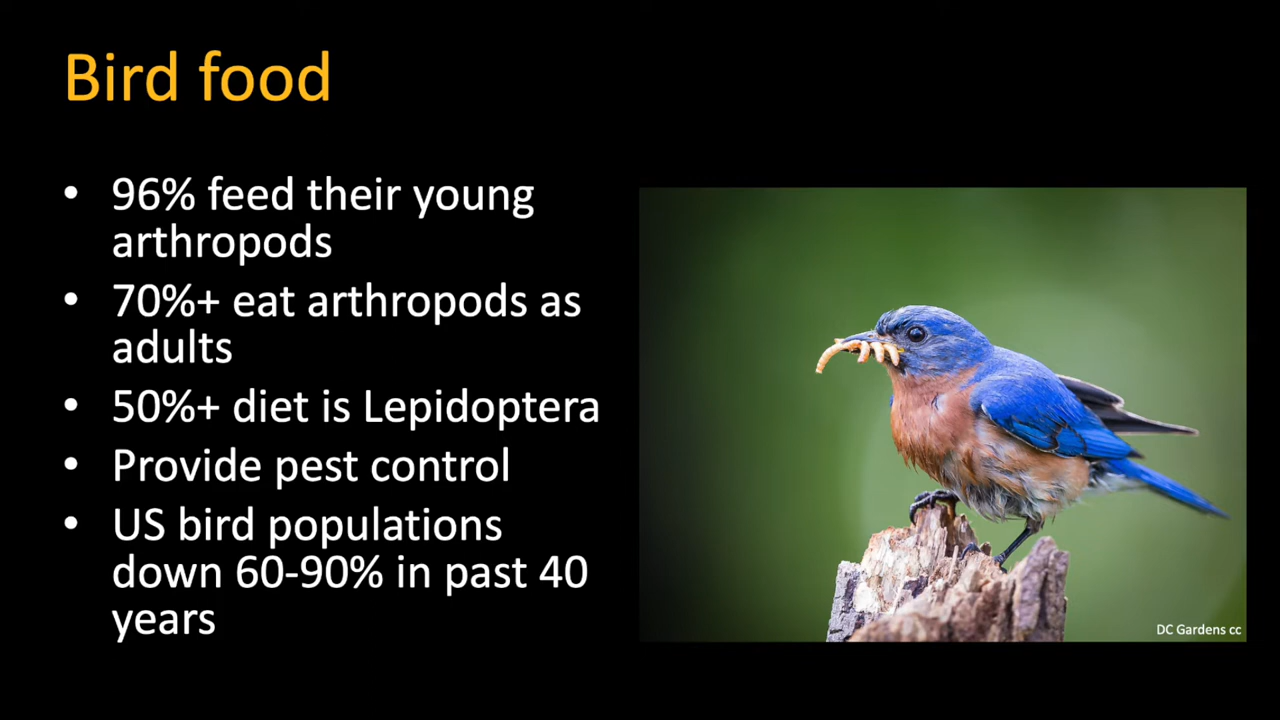 Bird food
• 96% feed their young
arthropods
• 70%+ eat arthropods as
adults
• 50%+ diet is Lepidoptera
• Provide pest control
• US bird populations
down 60-90% in past 40
years
DC Gardens cc